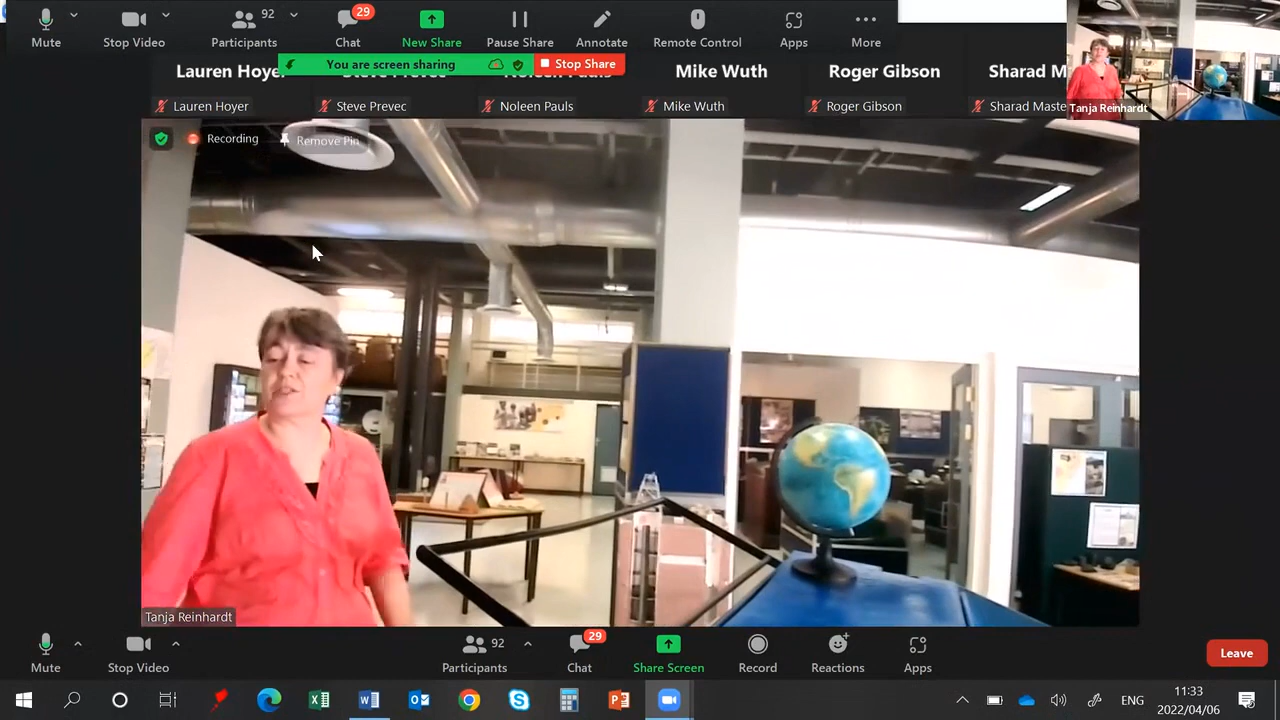 Mute Stop Video Participants 92 Chat 29 New Share Pause Share Annotate Remote Control Apps More
You are screen sharing Stop Share
Lauren Hoyer Mike Wuth Roger Gibson Sharad M
Lauren Hoyer Steve Prevec Noleen Pauls Mike Wuth Roger Gibson Sharad Maste
Tanja Reinhardt
Recording Remove Pin
Tanja Reinhardt
Mute Stop Video Participants 92 Chat 29 Share Screen Record Reactions Apps Leave
ENG 11:33
2022/04/06